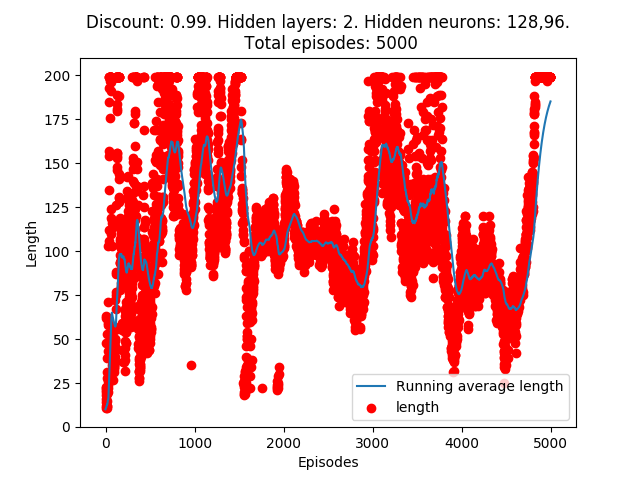 Discount: 0.99. Hidden layers: 2. Hidden neurons: 128,96.
Total episodes: 5000
200
175
150
125
100
75
50
25
0
Length
Running average length
length
0
1000
2000
3000
4000
5000
Episodes